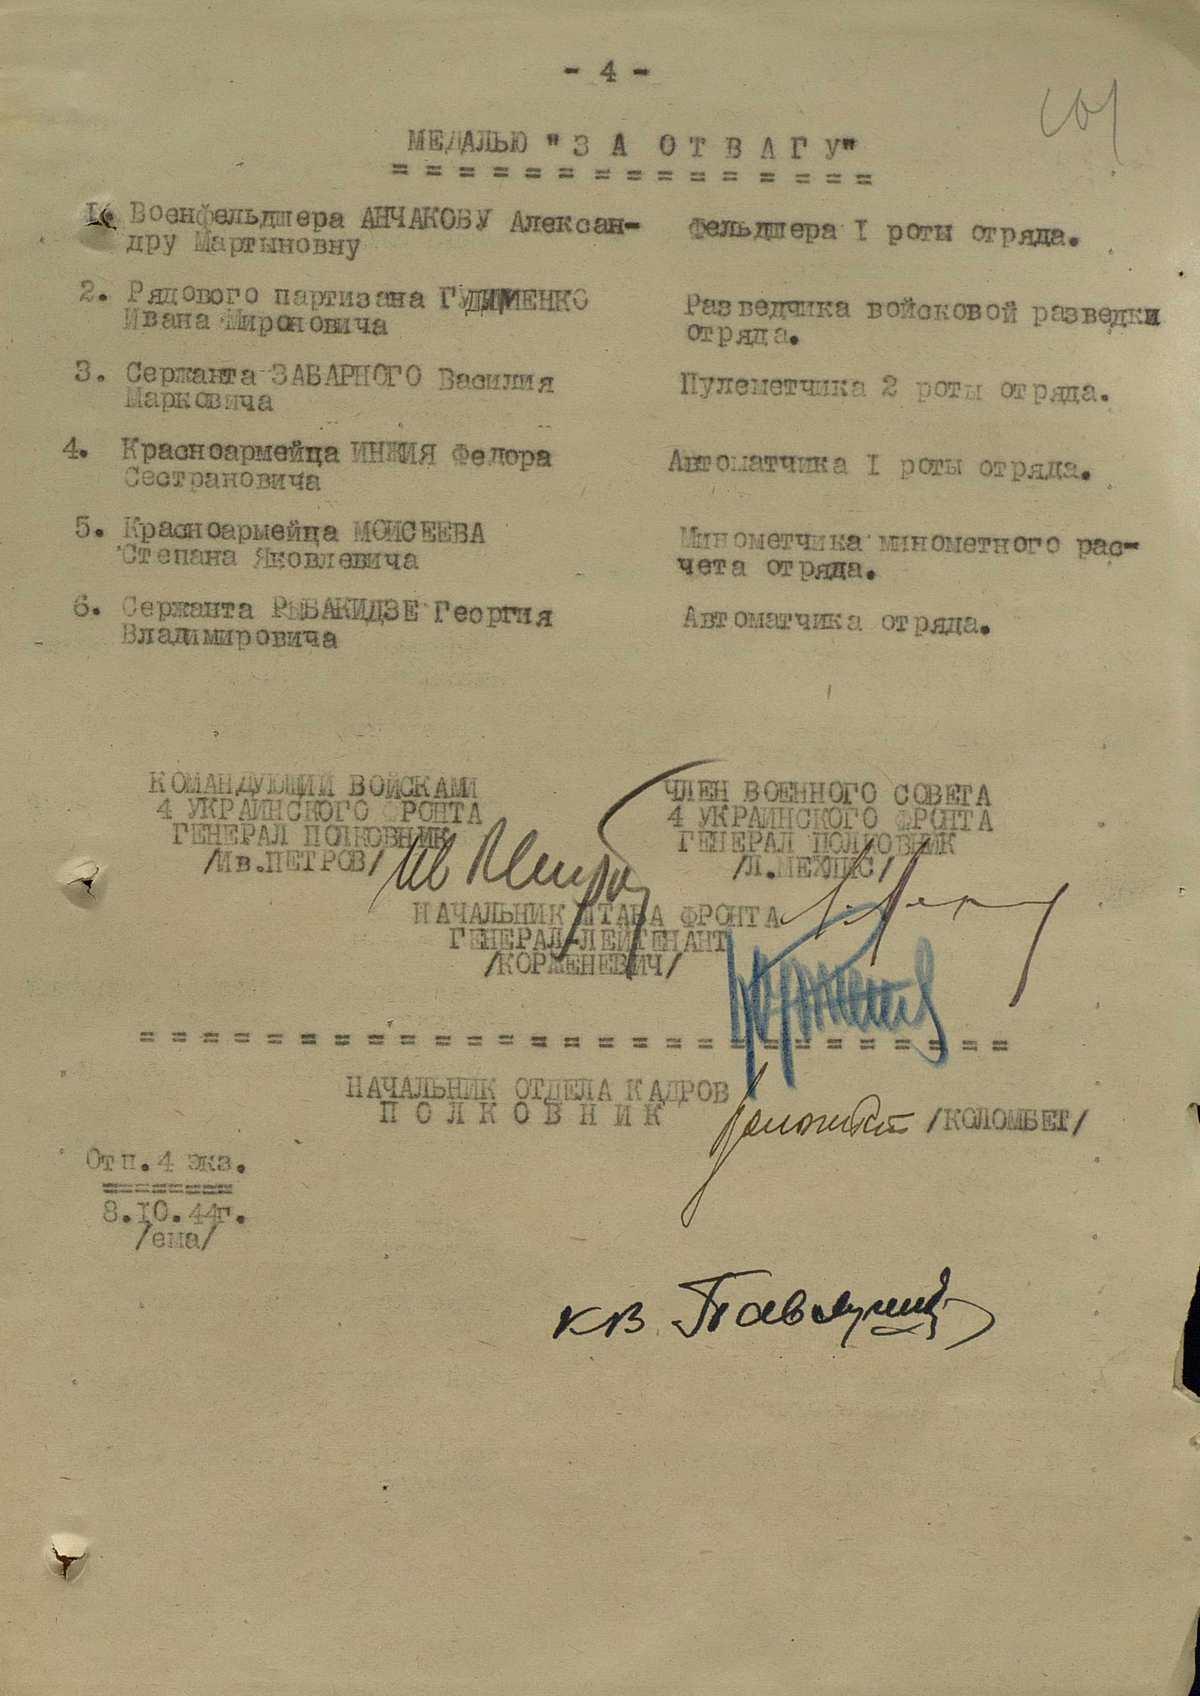 - 4 -
МЕДАЛЬЮ "З А О Т В А Г У"
= = = = = = = = = = = = = = = =
1. Военфельдшера АНЧАКОВУ Алексан-
дру Мартыновну
фельдшера I роты отряда.
2. Рядового партизана ГУДИМЕНКО
Ивана Мироновича
Разведчика войсковой разведки
отряда.
3. Сержанта ЗАБАРНОГО Василия
Марковича
Пулеметчика 2 роты отряда.
4. Красноармейца ИНЖИЯ Федора
Сестрановича
Автоматчика I роты отряда.
5. Красноармейца МОИСЕЕВА
Степана Яковлевича
Минометчика минометного рас-
чета отряда.
6. Сержанта РЫБАКИДЗЕ Георгия
Владимировича
Автоматчика отряда.
КОМАНДУЮЩИЙ ВОЙСКАМИ
4 УКРАИНСКОГО ФРОНТА
ГЕНЕРАЛ ПОЛКОВНИК
/Ив.ПЕТРОВ/
ЧЛЕН ВОЕННОГО СОВЕТА
4 УКРАИНСКОГО ФРОНТА
ГЕНЕРАЛ ПОЛКОВНИК
/Л.МЕХЛИС/
НАЧАЛЬНИК ШТАБА ФРОНТА
ГЕНЕРАЛ-ЛЕЙТЕНАНТ
/КОРЖЕНЕВИЧ/
= = = = = = = = = = = = = = = = = = = = = = = = = = = = =
НАЧАЛЬНИК ОТДЕЛА КАДРОВ
П О Л К О В Н И К
/КОЛОМБЕТ/
Отп.4 экз.
========
8.10.44г.
/ема/